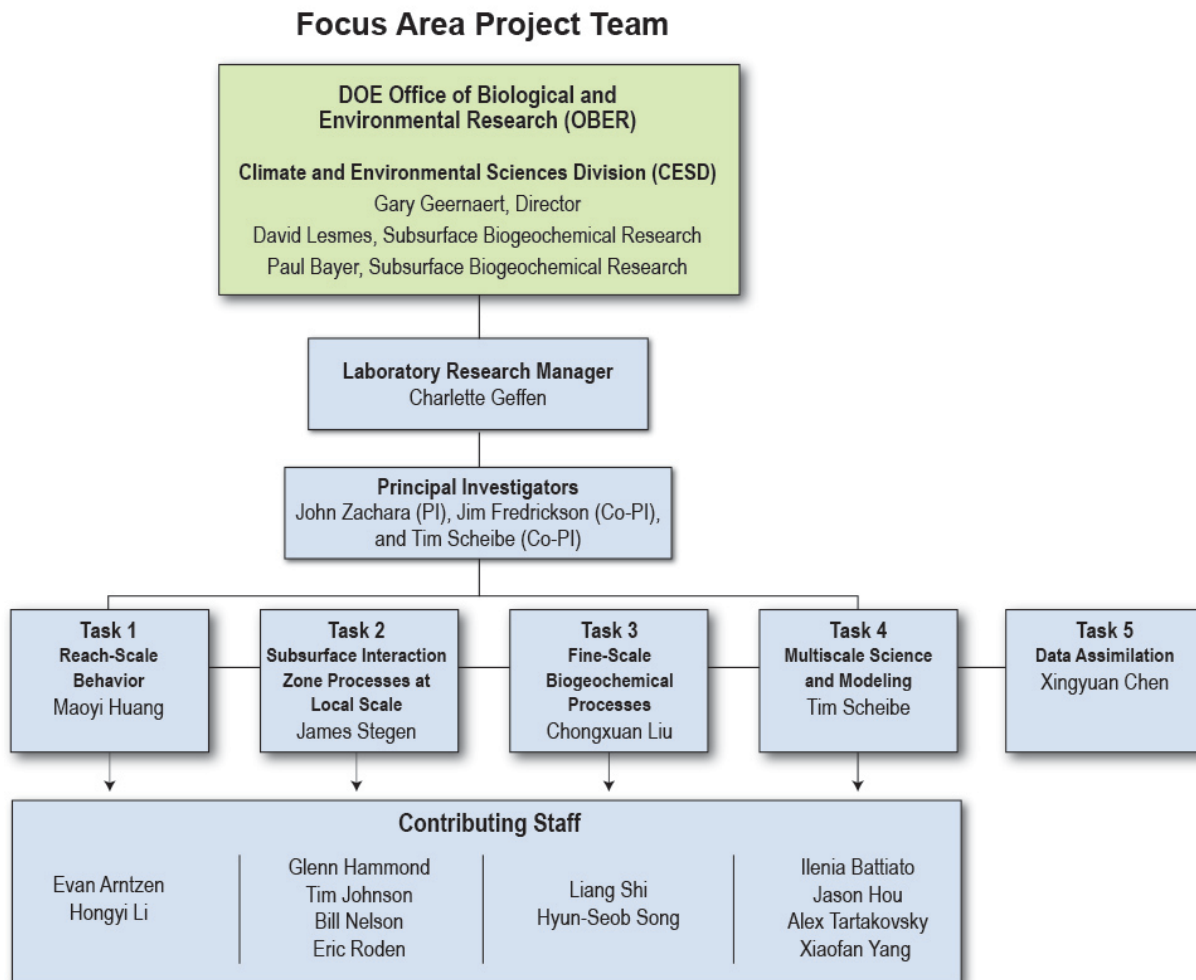 Focus Area Project Team
DOE Office of Biological and
Environmental Research (OBER)
Climate and Environmental Sciences Division (CESD)
Gary Geernaert, Director
David Lesmes, Subsurface Biogeochemical Research
Paul Bayer, Subsurface Biogeochemical Research
Laboratory Research Manager
Charlette Geffen
Principal Investigators
John Zachara (PI), Jim Fredrickson (Co-PI),
and Tim Scheibe (Co-PI)
Task 1
Reach-Scale
Behavior
Maoyi Huang
Task 2
Subsurface Interaction
Zone Processes at
Local Scale
James Stegen
Task 3
Fine-Scale
Biogeochemical
Processes
Chongxuan Liu
Task 4
Multiscale Science
and Modeling
Tim Scheibe
Task 5
Data Assimilation
Xingyuan Chen
Contributing Staff
Evan Arntzen
Hongyi Li
Glenn Hammond
Tim Johnson
Bill Nelson
Eric Roden
Liang Shi
Hyun-Seob Song
Ilenia Battiato
Jason Hou
Alex Tartakovsky
Xiaofan Yang